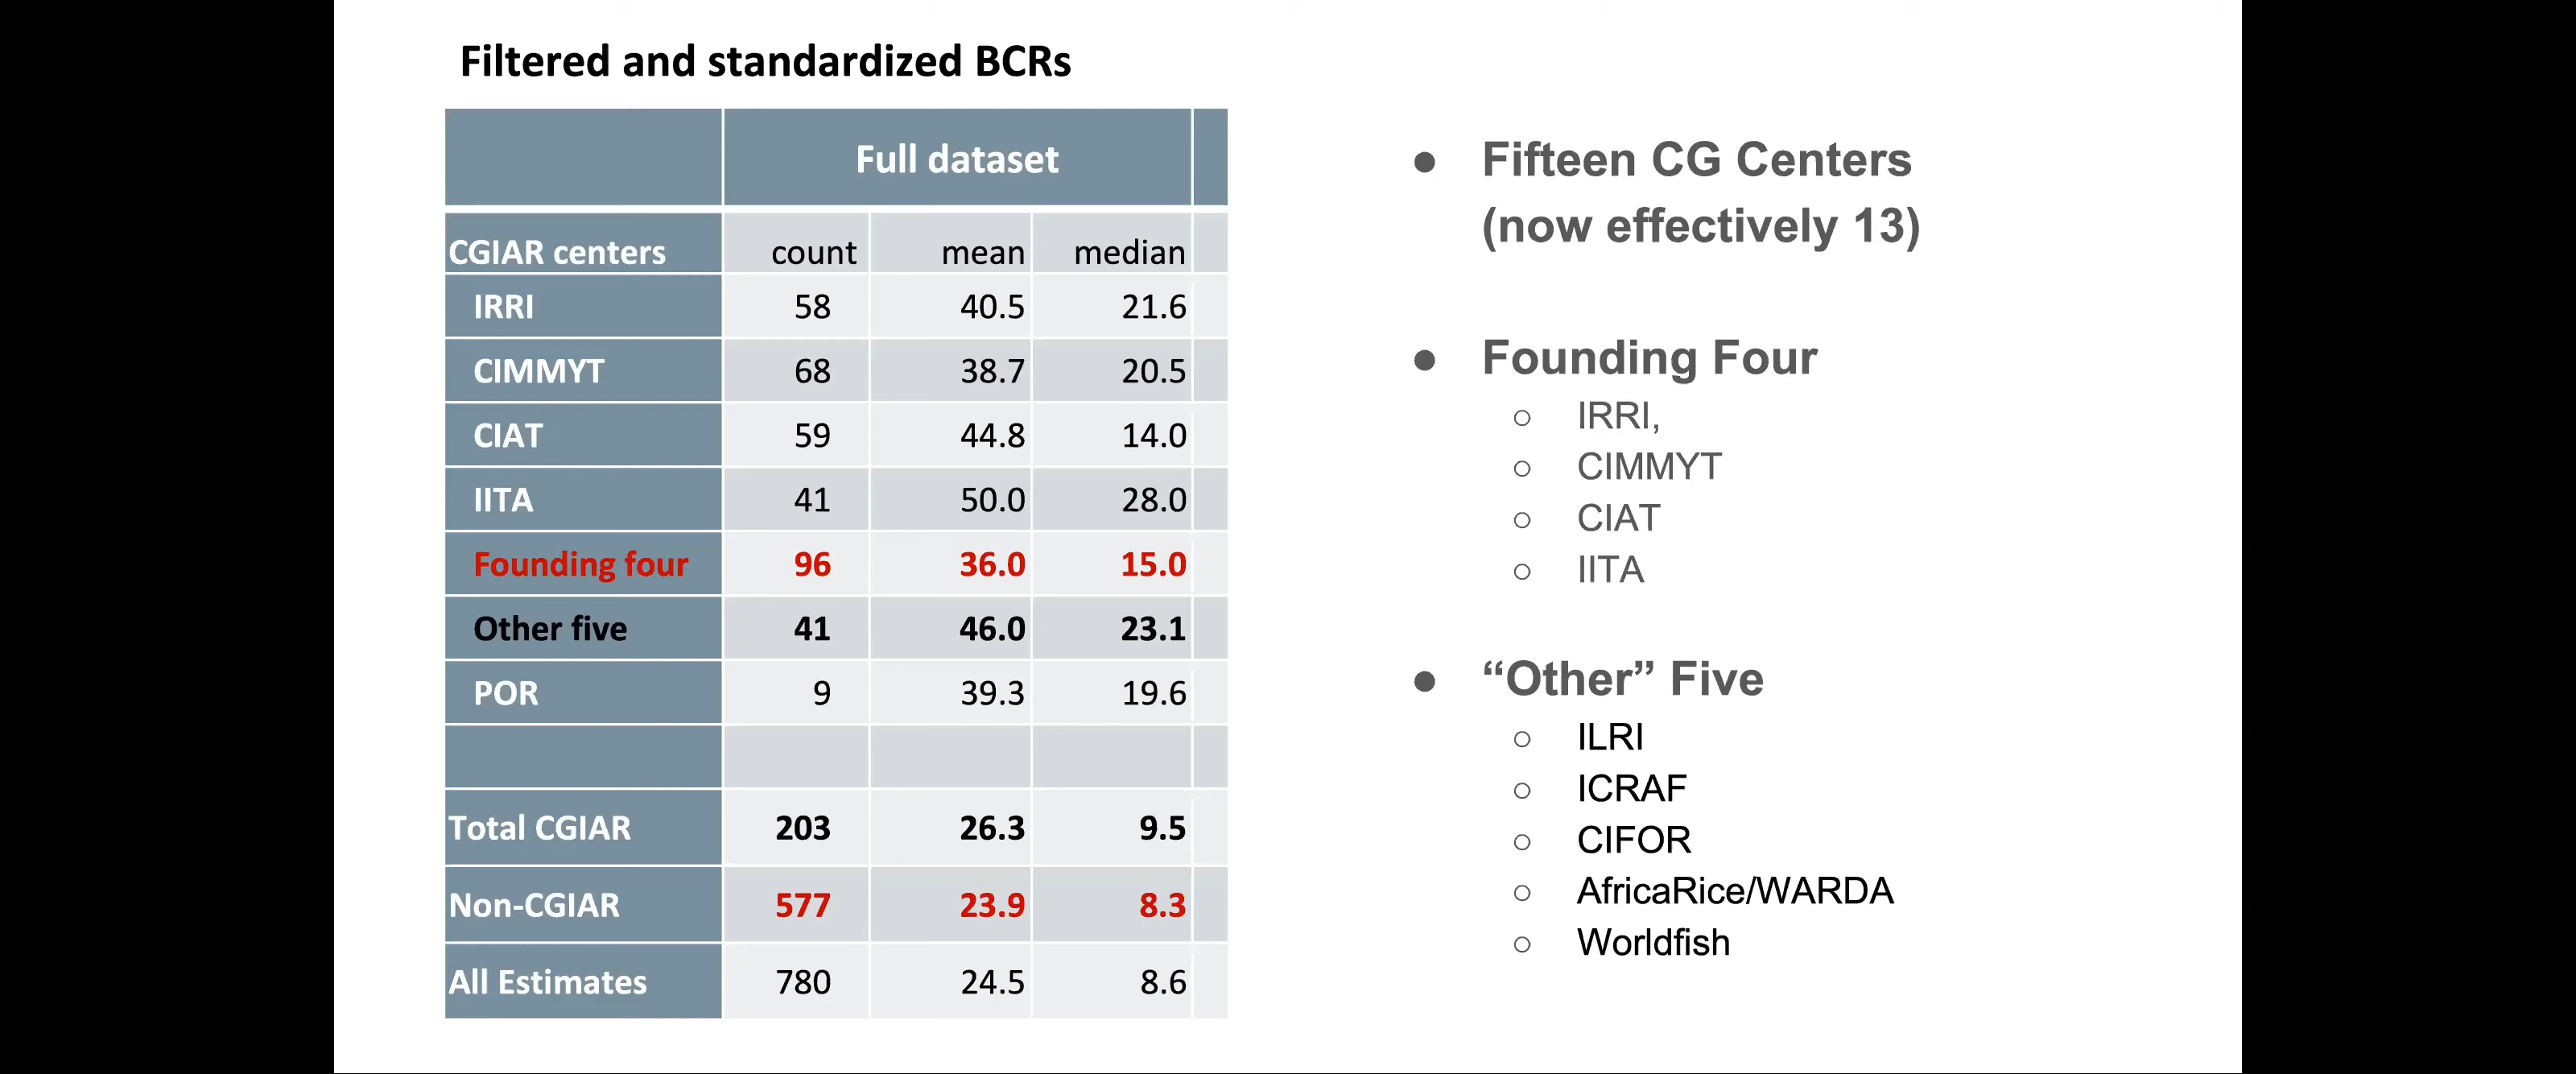 Filtered and standardized BCRs
Full dataset
CGIAR centers count mean median
IRRI 58 40.5 21.6
CIMMYT 68 38.7 20.5
CIAT 59 44.8 14.0
IITA 41 50.0 28.0
Founding four 96 36.0 15.0
Other five 41 46.0 23.1
POR 9 39.3 19.6
Total CGIAR 203 26.3 9.5
Non-CGIAR 577 23.9 8.3
All Estimates 780 24.5 8.6
● Fifteen CG Centers
(now effectively 13)
● Founding Four
○ IRRI,
○ CIMMYT
○ CIAT
○ IITA
● “Other” Five
○ ILRI
○ ICRAF
○ CIFOR
○ AfricaRice/WARDA
○ Worldfish